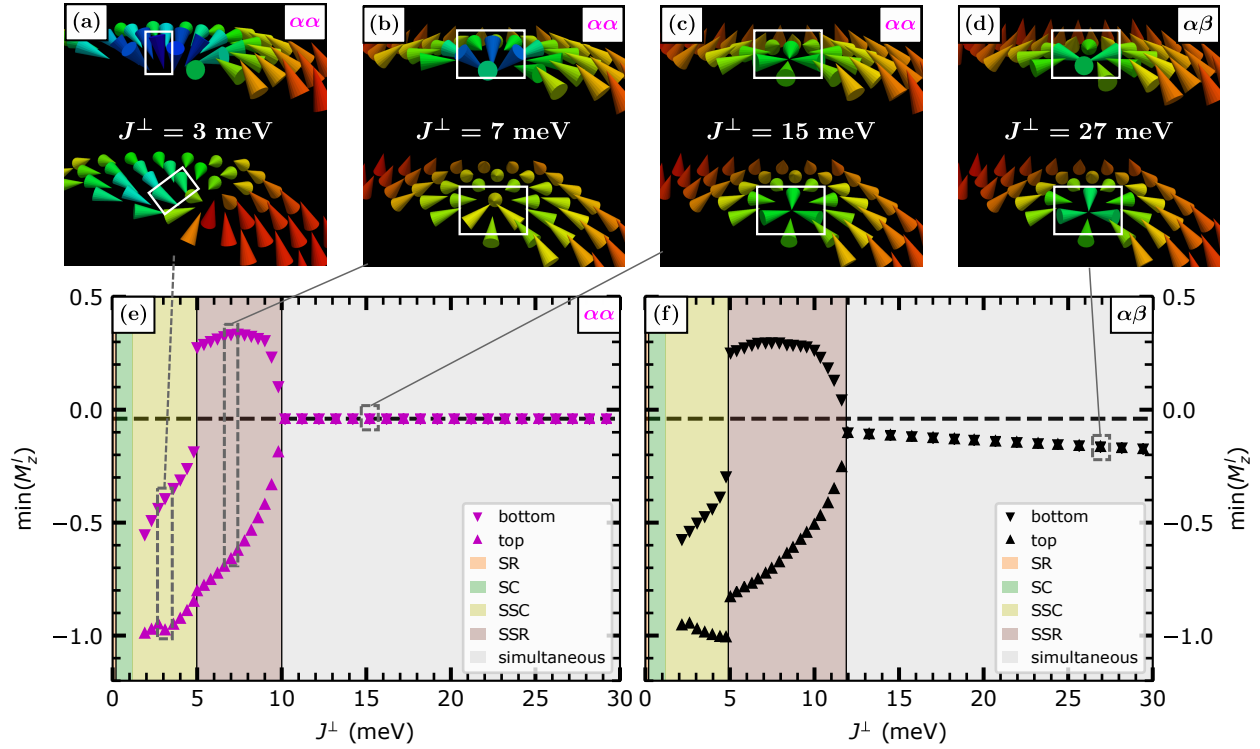 (a) αα (b) αα (c) αα (d) αβ
J⊥ = 3 meV J⊥ = 7 meV J⊥ = 15 meV J⊥ = 27 meV
0.5 (e) αα (f) αβ 0.5
0.0 0.0
−0.5 −0.5
−1.0 −1.0
min(M_z^l) min(M_z^l)
bottom bottom
top top
SR SR
SC SC
SSC SSC
SSR SSR
simultaneous simultaneous
0 5 10 15 20 25 30 0 5 10 15 20 25 30
J⊥ (meV) J⊥ (meV)